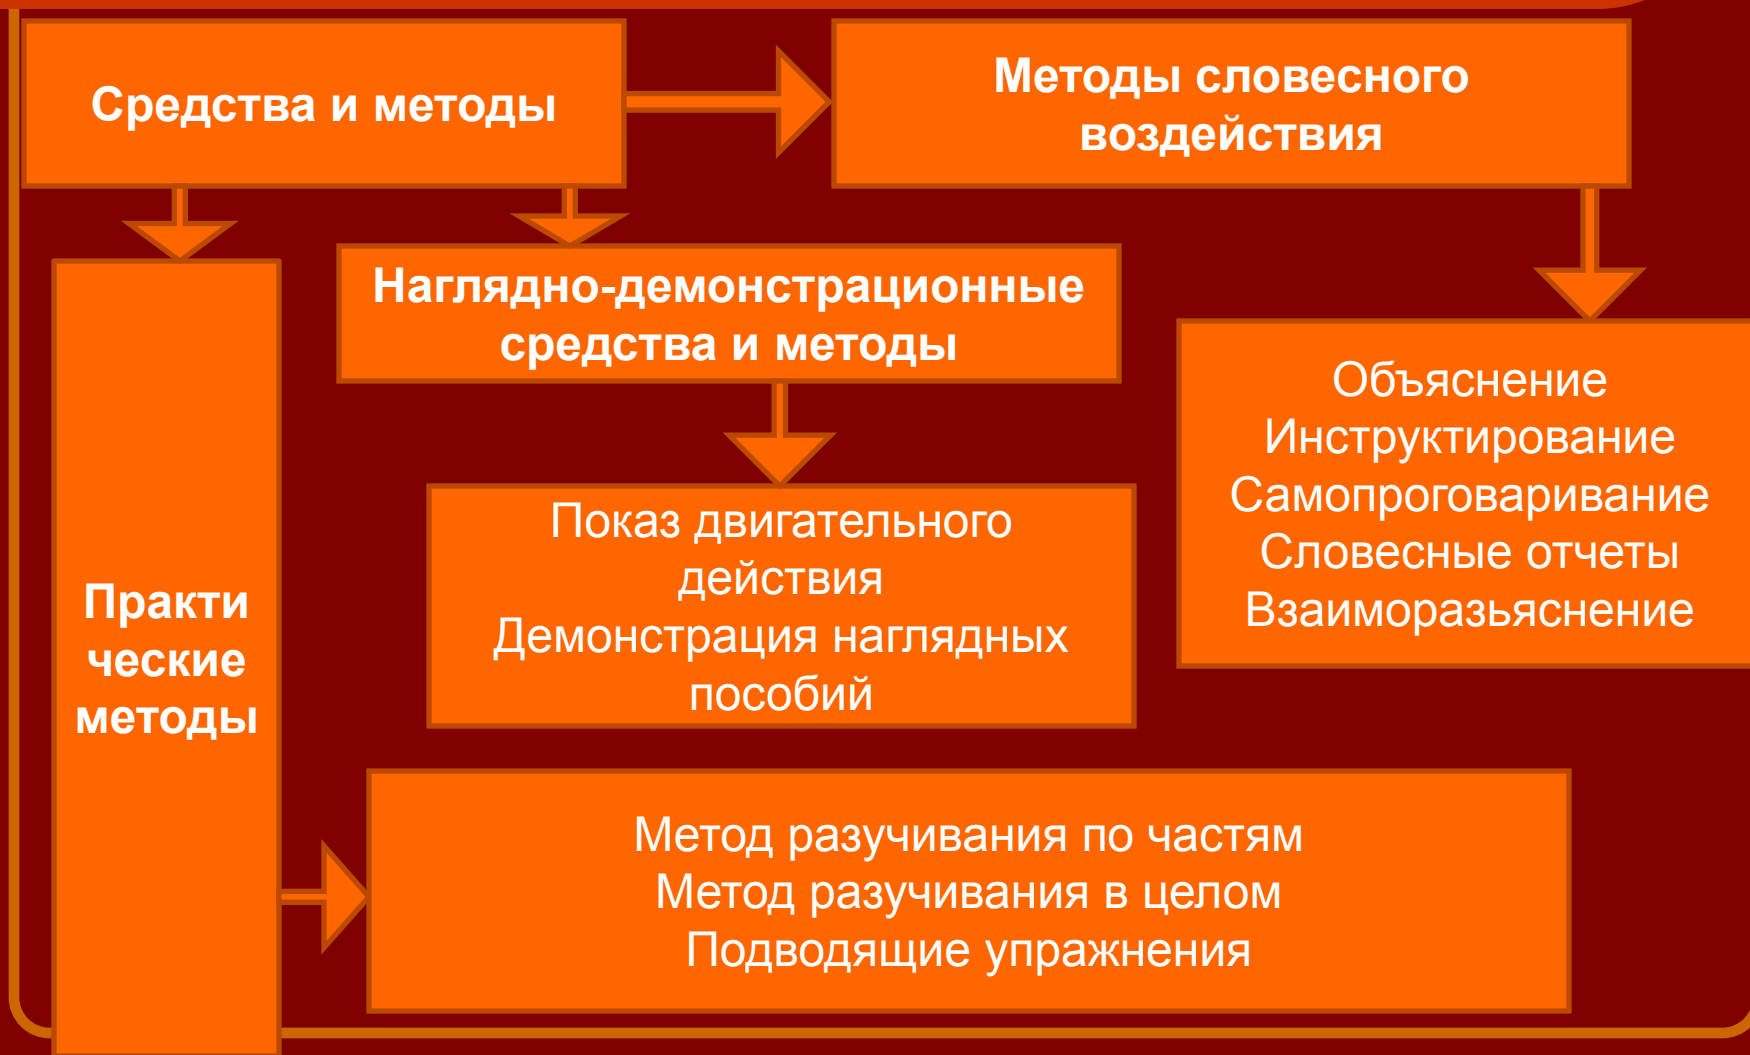 Средства и методы
Методы словесного
воздействия
Наглядно-демонстрационные
средства и методы
Объяснение
Инструктирование
Самопроговаривание
Словесные отчеты
Взаиморазьяснение
Показ двигательного
действия
Демонстрация наглядных
пособий
Практи
ческие
методы
Метод разучивания по частям
Метод разучивания в целом
Подводящие упражнения